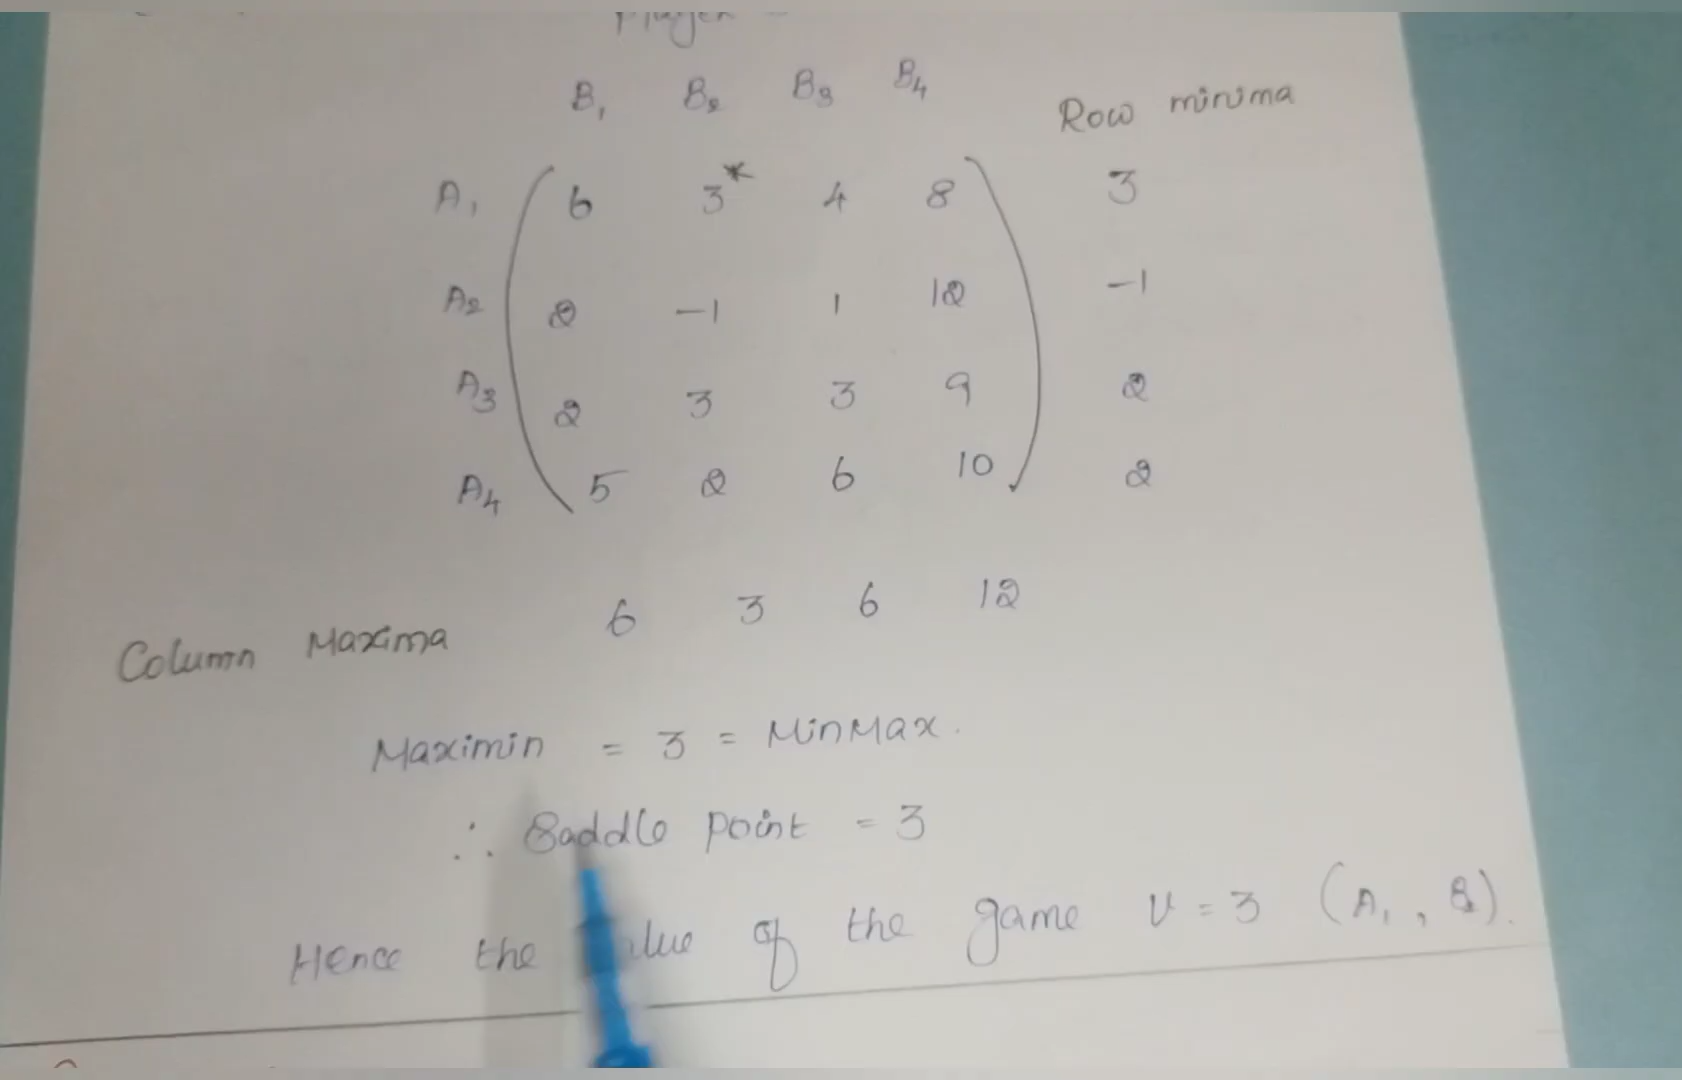 Player
B1 B2 B3 B4 Row minima
A1 6 3* 4 8 3
A2 2 -1 1 12 -1
A3 2 3 3 9 2
A4 5 2 6 10 2
Column Maxima 6 3 6 12
Maximin = 3 = MinMax.
∴ Saddle point = 3
Hence the of the game V = 3 (A1, ).